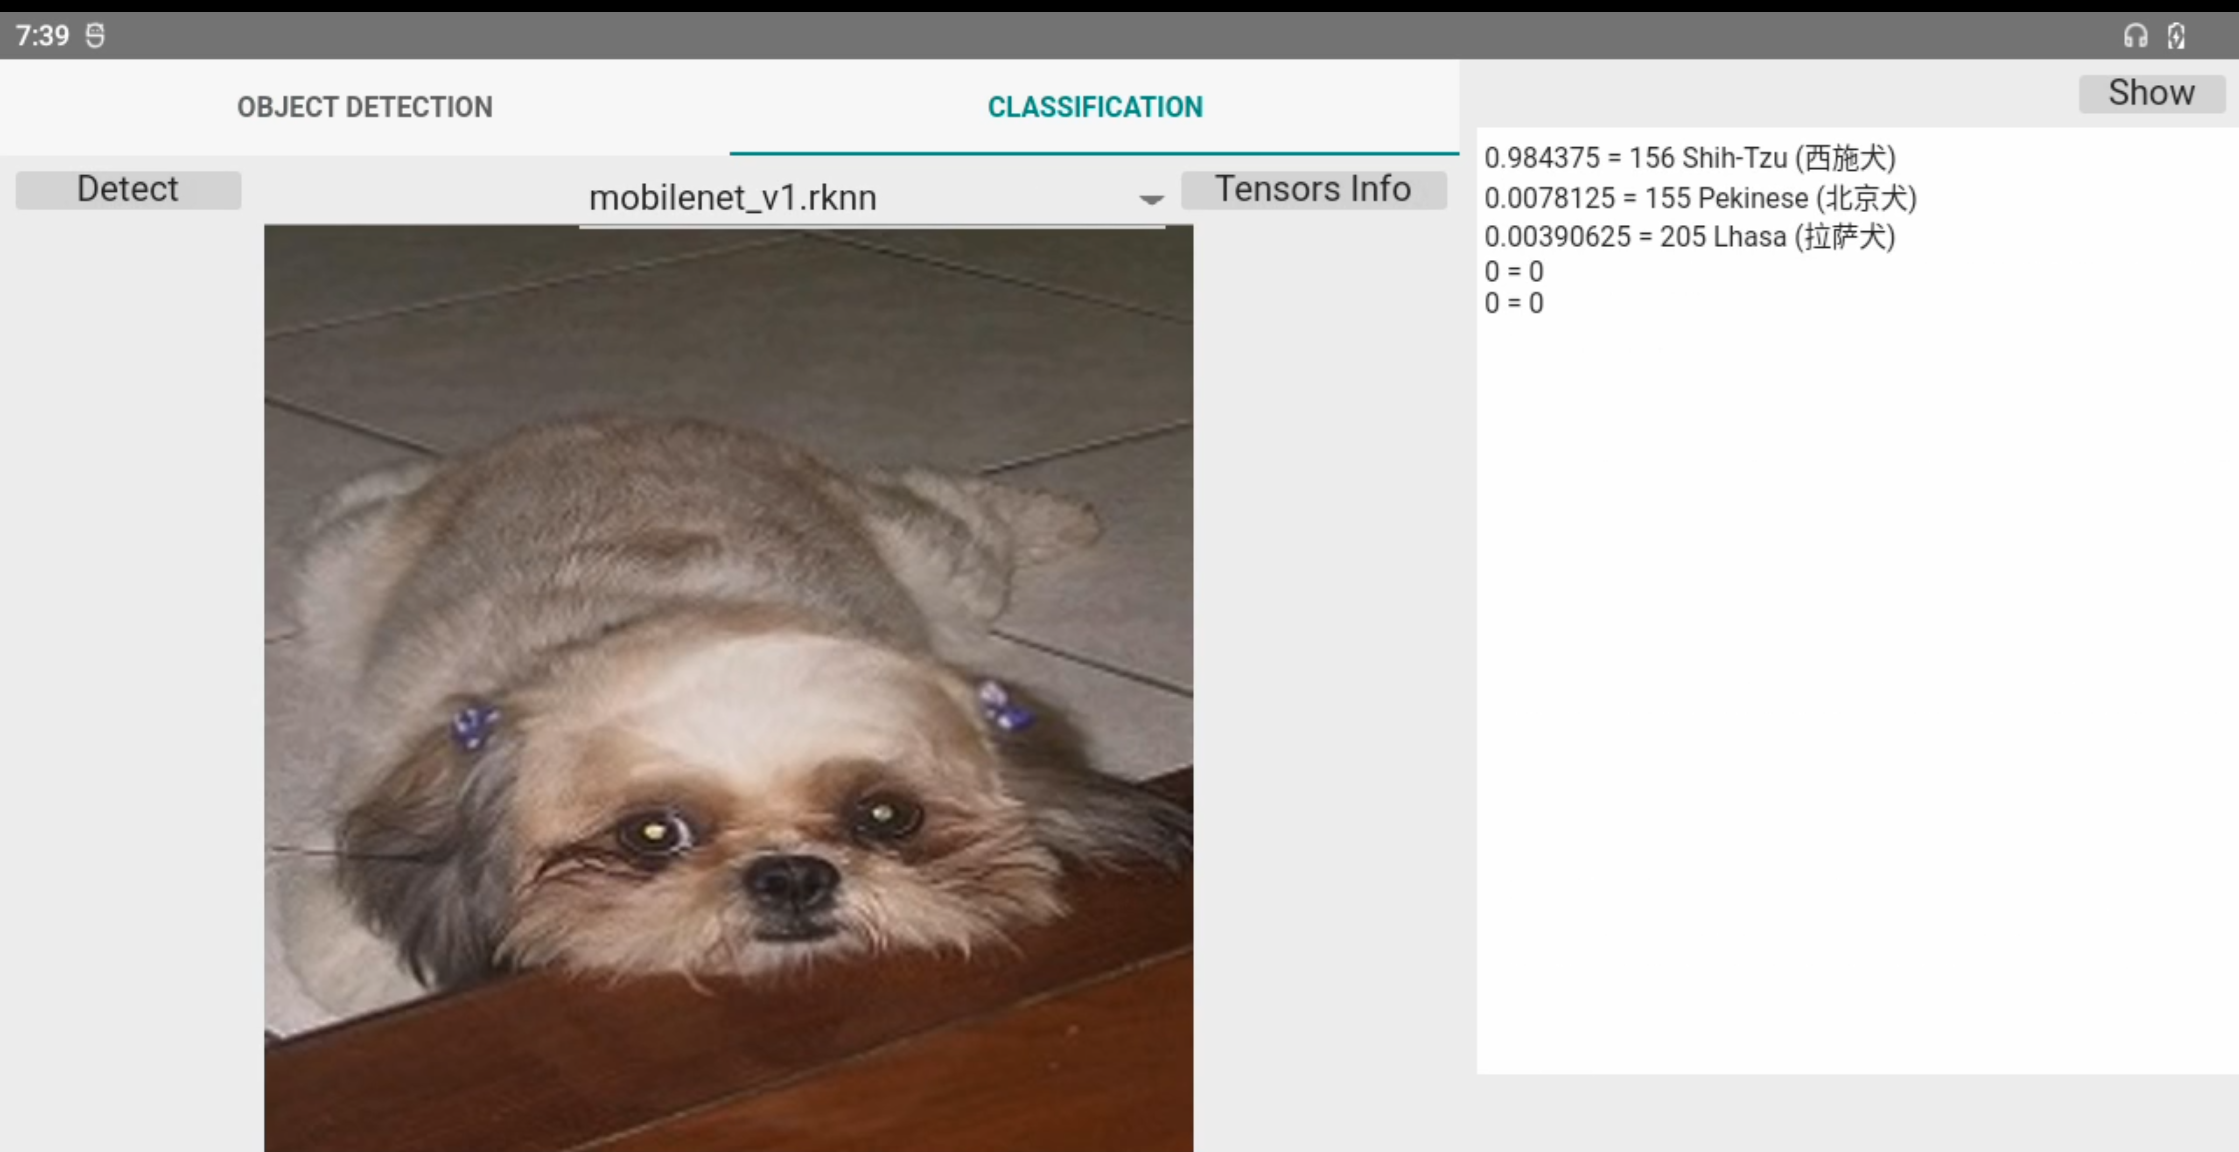 7:39
OBJECT DETECTION
CLASSIFICATION
Show
Detect
mobilenet_v1.rknn
Tensors Info
0.984375 = 156 Shih-Tzu (西施犬)
0.0078125 = 155 Pekinese (北京犬)
0.00390625 = 205 Lhasa (拉萨犬)
0 = 0
0 = 0